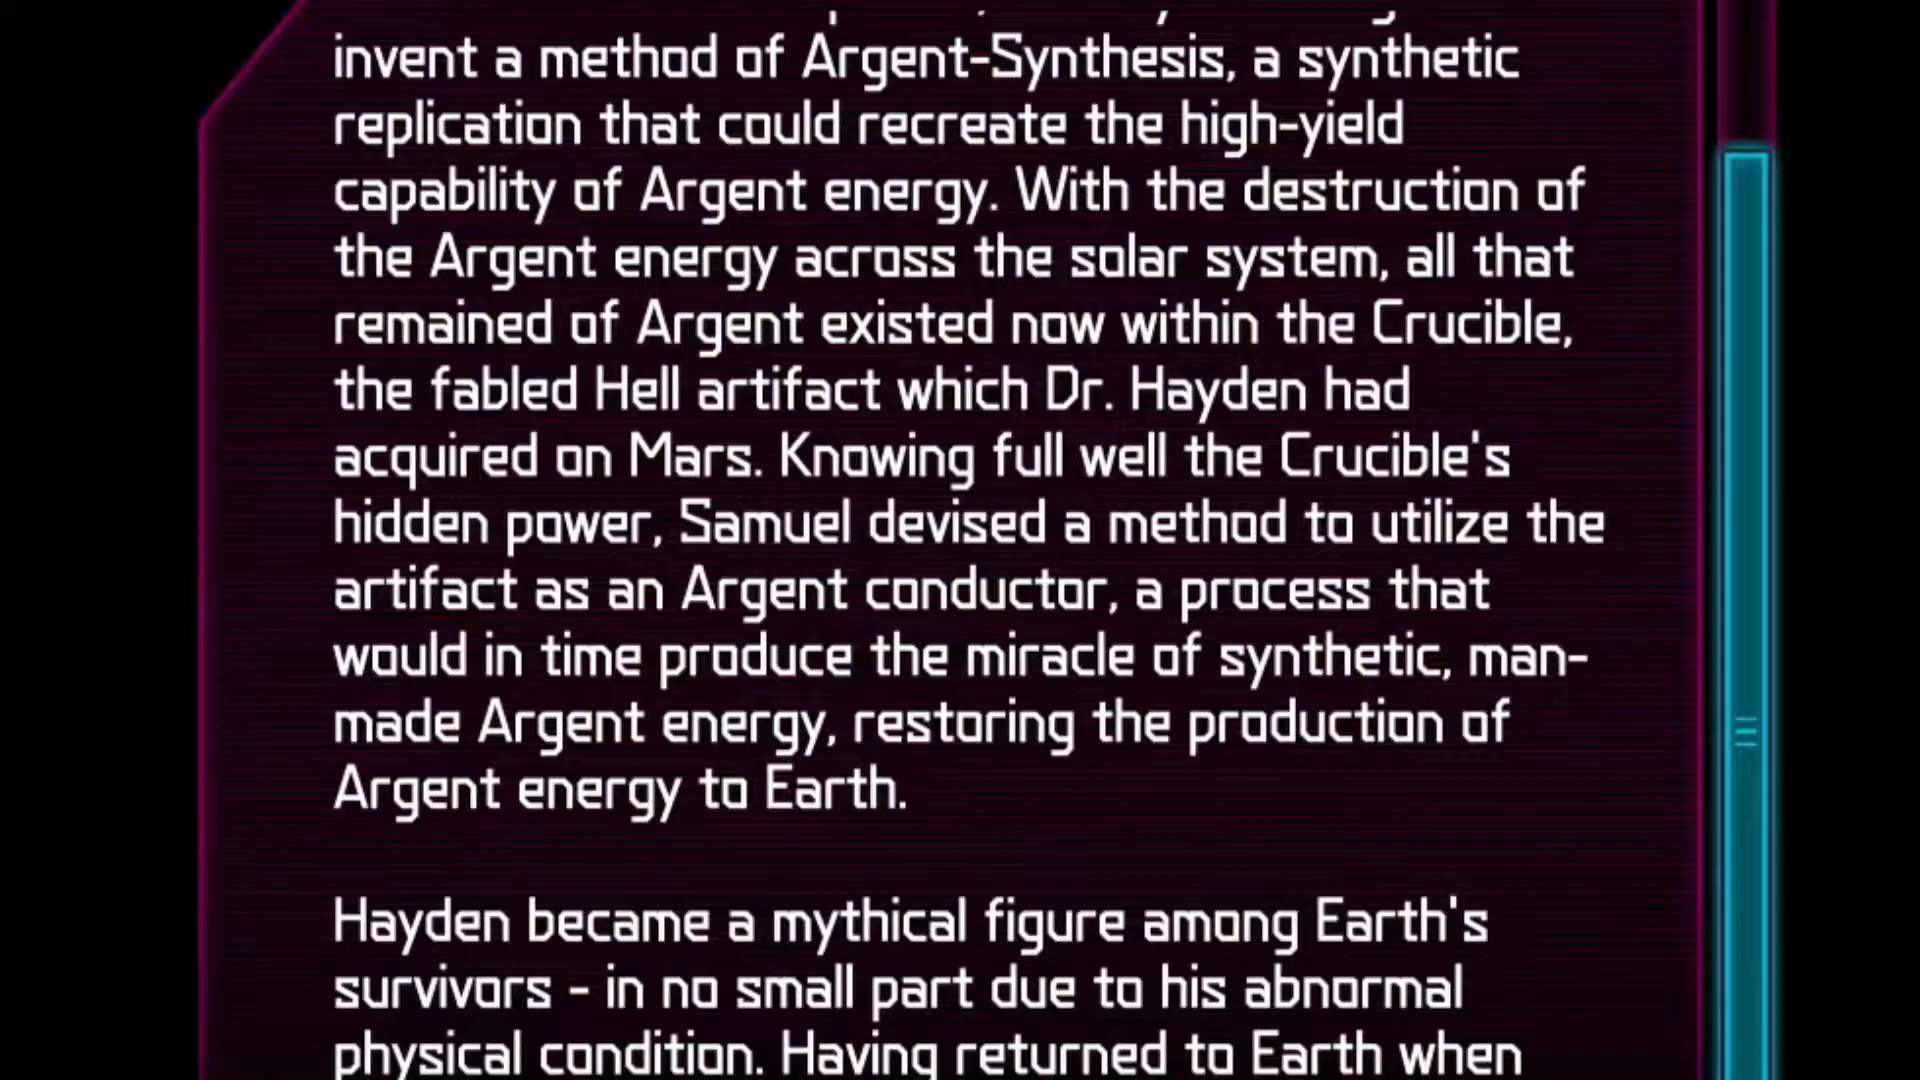 invent a method of Argent-Synthesis, a synthetic
replication that could recreate the high-yield
capability of Argent energy. With the destruction of
the Argent energy across the solar system, all that
remained of Argent existed now within the Crucible,
the fabled Hell artifact which Dr. Hayden had
acquired on Mars. Knowing full well the Crucible's
hidden power, Samuel devised a method to utilize the
artifact as an Argent conductor, a process that
would in time produce the miracle of synthetic, man-
made Argent energy, restoring the production of
Argent energy to Earth.
Hayden became a mythical figure among Earth's
survivors - in no small part due to his abnormal
physical condition. Having returned to Earth when